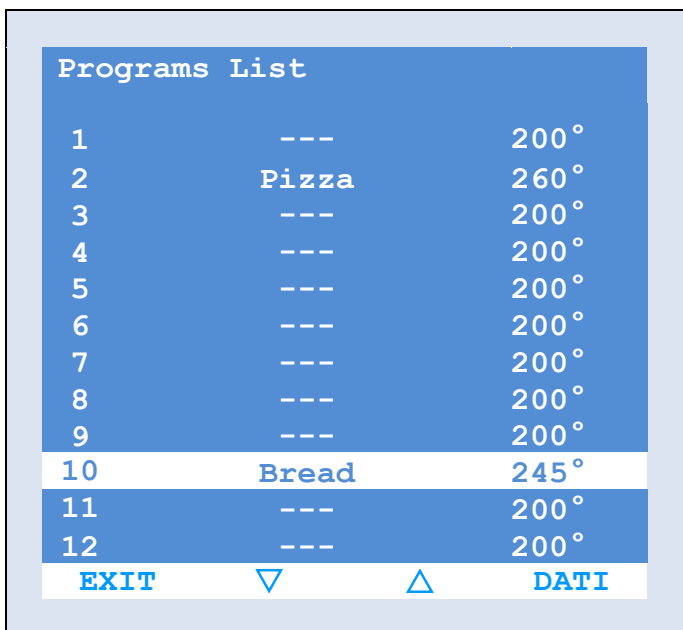 Programs List
1 --- 200°
2 Pizza 260°
3 --- 200°
4 --- 200°
5 --- 200°
6 --- 200°
7 --- 200°
8 --- 200°
9 --- 200°
10 Bread 245°
11 --- 200°
12 --- 200°
EXIT ▽ △ DATI